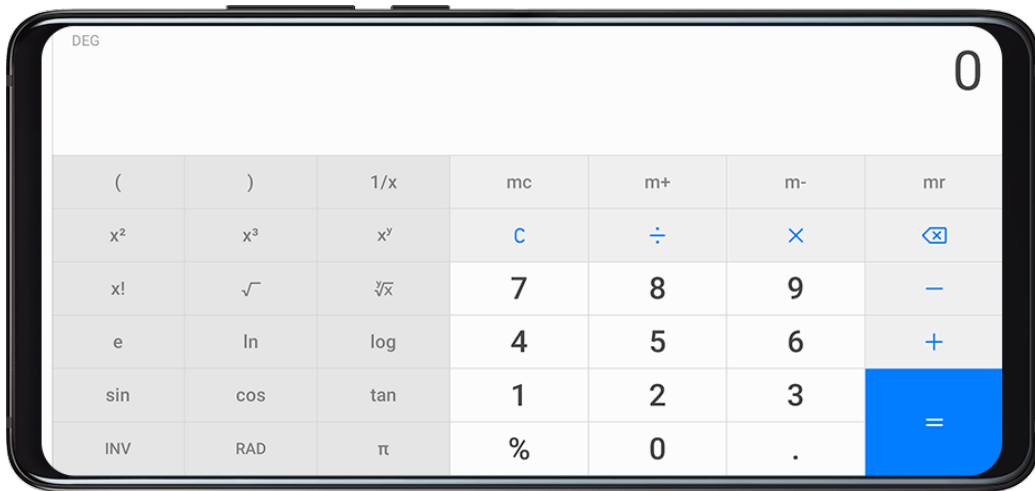 DEG
0
( ) 1/x mc m+ m- mr
x² x³ xʸ C ÷ ×
x! √ ʸ√x 7 8 9 −
e ln log 4 5 6 +
sin cos tan 1 2 3 =
INV RAD π % 0 .